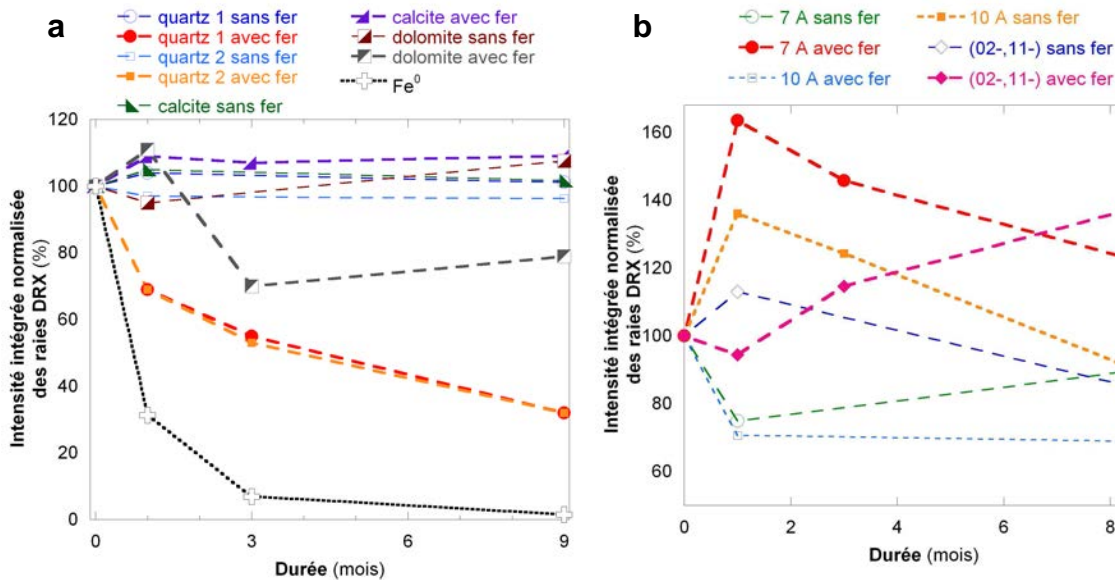 a
quartz 1 sans fer
quartz 1 avec fer
quartz 2 sans fer
quartz 2 avec fer
calcite sans fer
calcite avec fer
dolomite sans fer
dolomite avec fer
Fe⁰
Intensité intégrée normalisée
des raies DRX (%)
120
100
80
60
40
20
0
0
3
6
9
Durée (mois)
b
7 A sans fer
7 A avec fer
10 A avec fer
10 A sans fer
(02-,11-) sans fer
(02-,11-) avec fer
Intensité intégrée normalisée
des raies DRX (%)
160
140
120
100
80
60
0
2
4
6
8
Durée (mois)